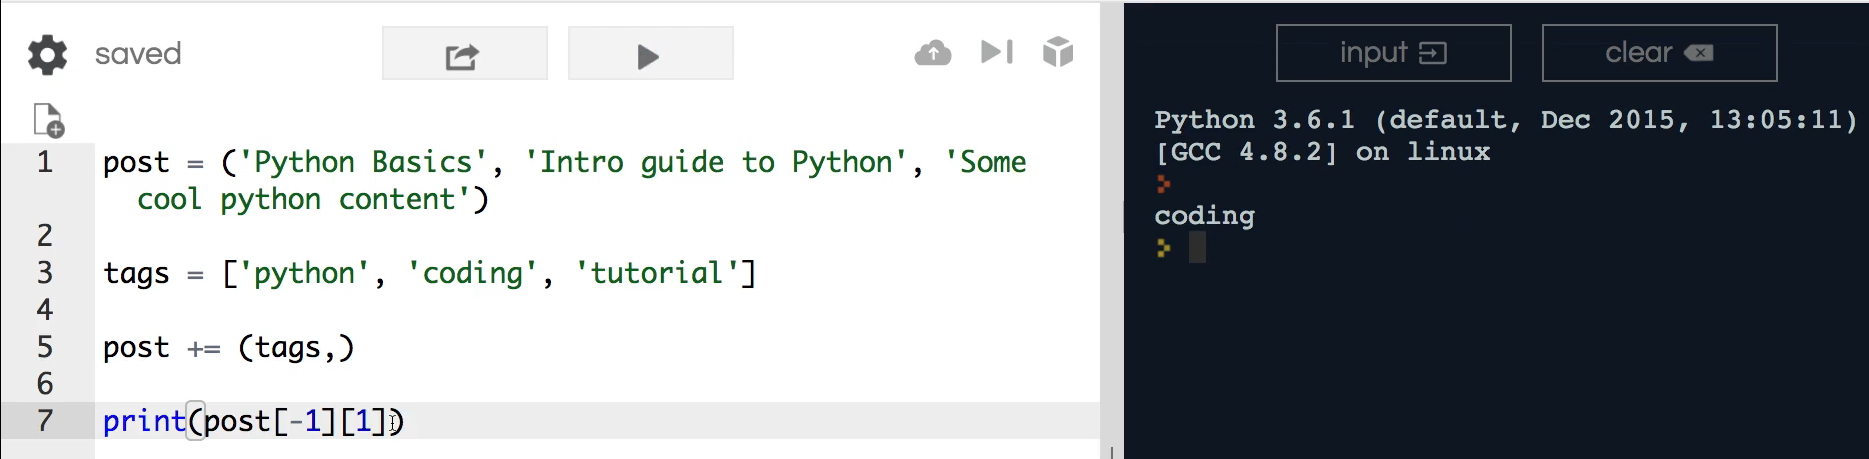 saved
input
clear
Python 3.6.1 (default, Dec 2015, 13:05:11)
[GCC 4.8.2] on linux
coding
1 post = ('Python Basics', 'Intro guide to Python', 'Some
cool python content')
2
3 tags = ['python', 'coding', 'tutorial']
4
5 post += (tags,)
6
7 print(post[-1][1])